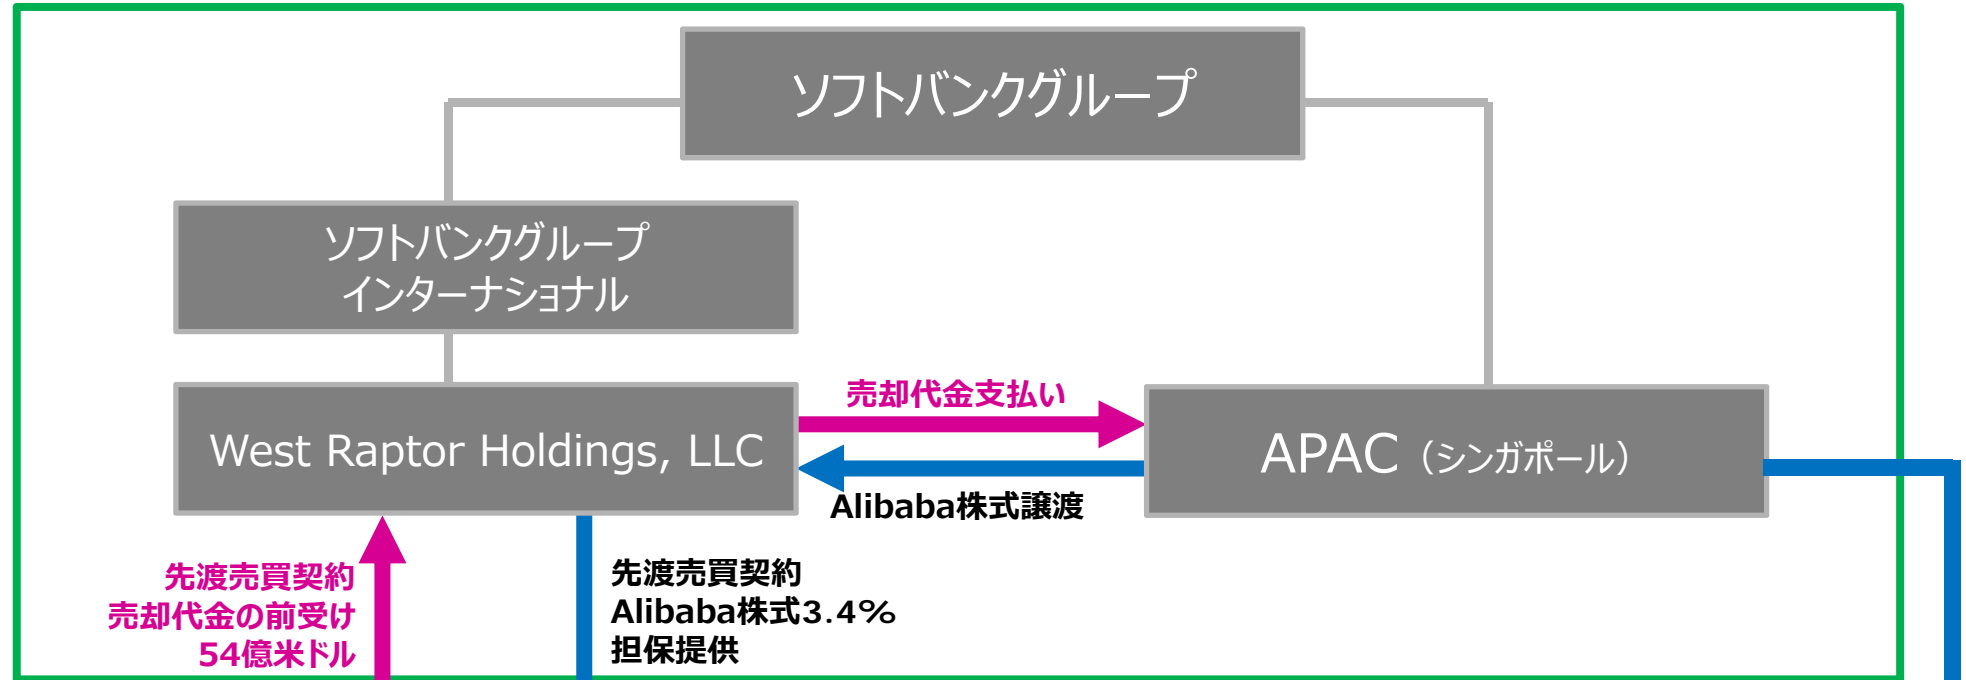 ソフトバンクグループ
ソフトバンクグループ
インターナショナル
West Raptor Holdings, LLC
売却代金支払い
APAC（シンガポール）
Alibaba株式譲渡
先渡売買契約
売却代金の前受け
54億米ドル
先渡売買契約
Alibaba株式3.4%
担保提供